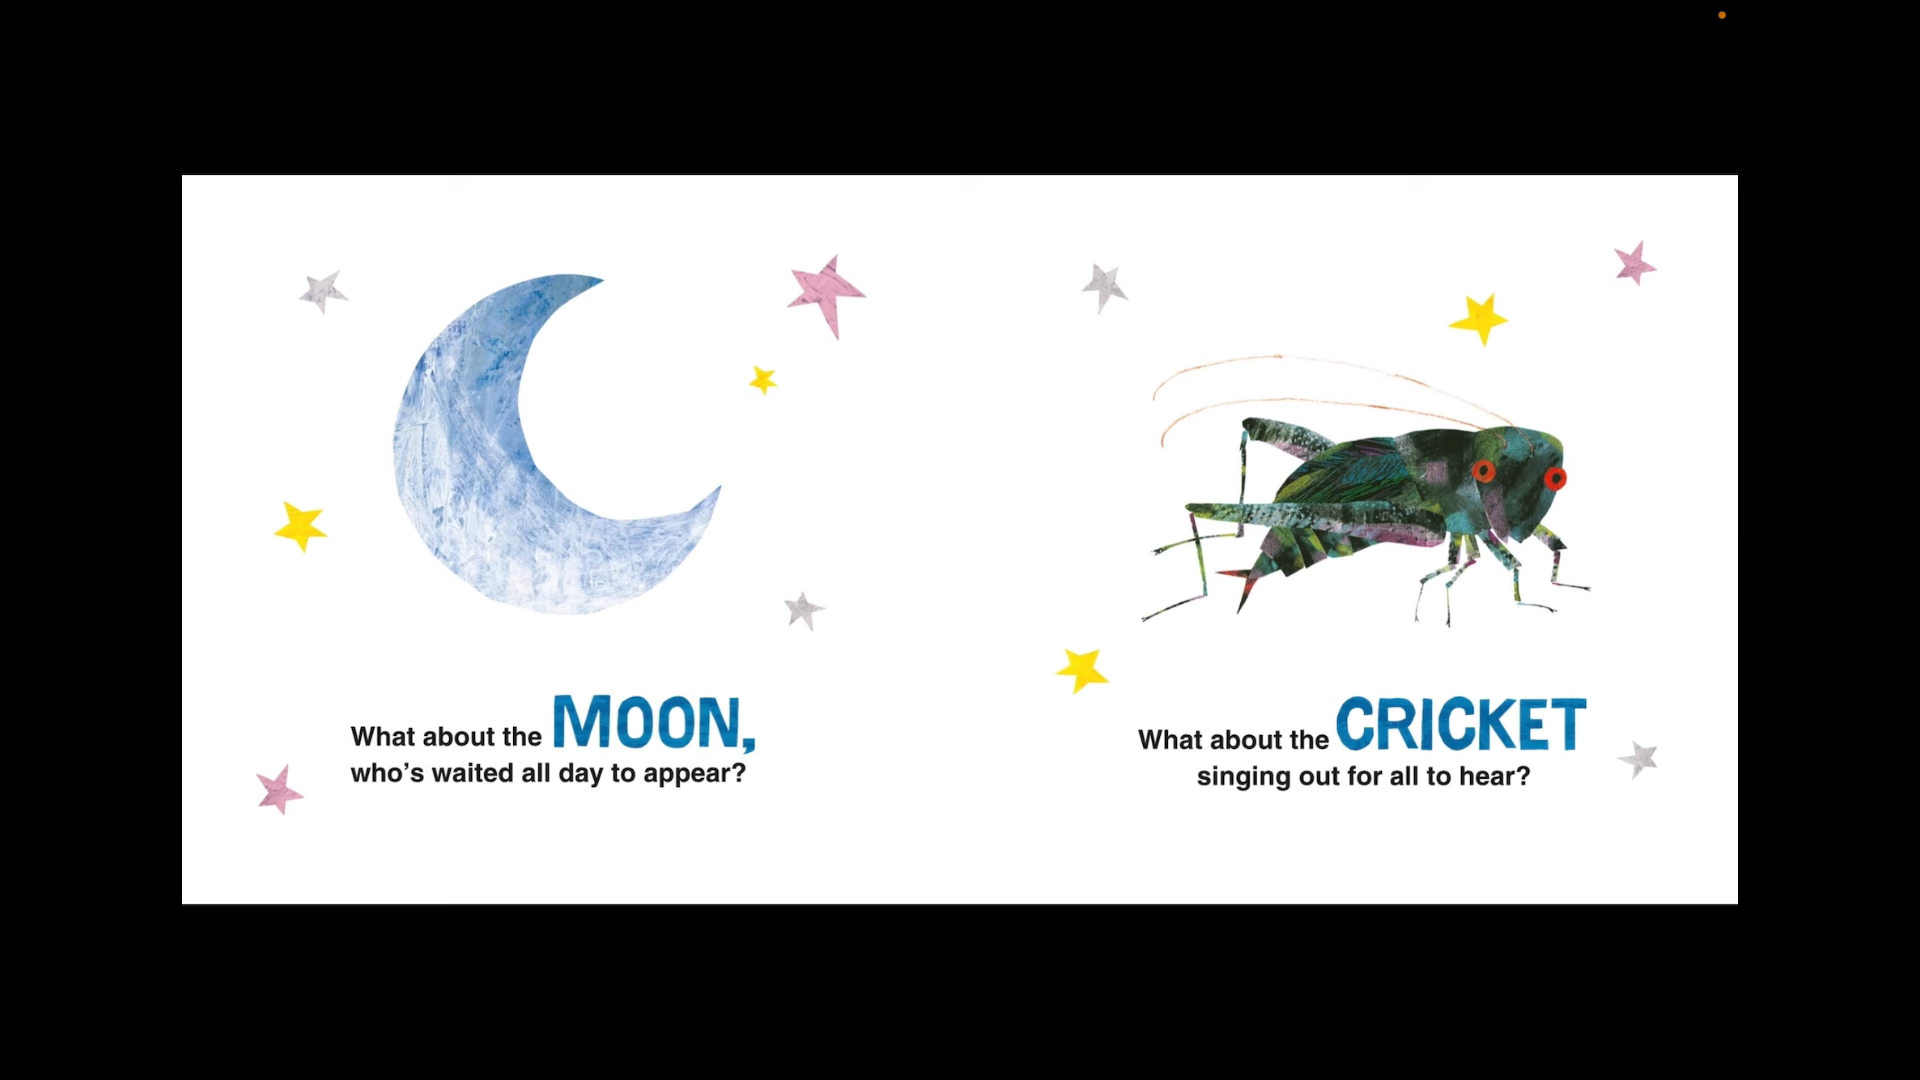 What about the MOON,
who's waited all day to appear?
What about the CRICKET
singing out for all to hear?